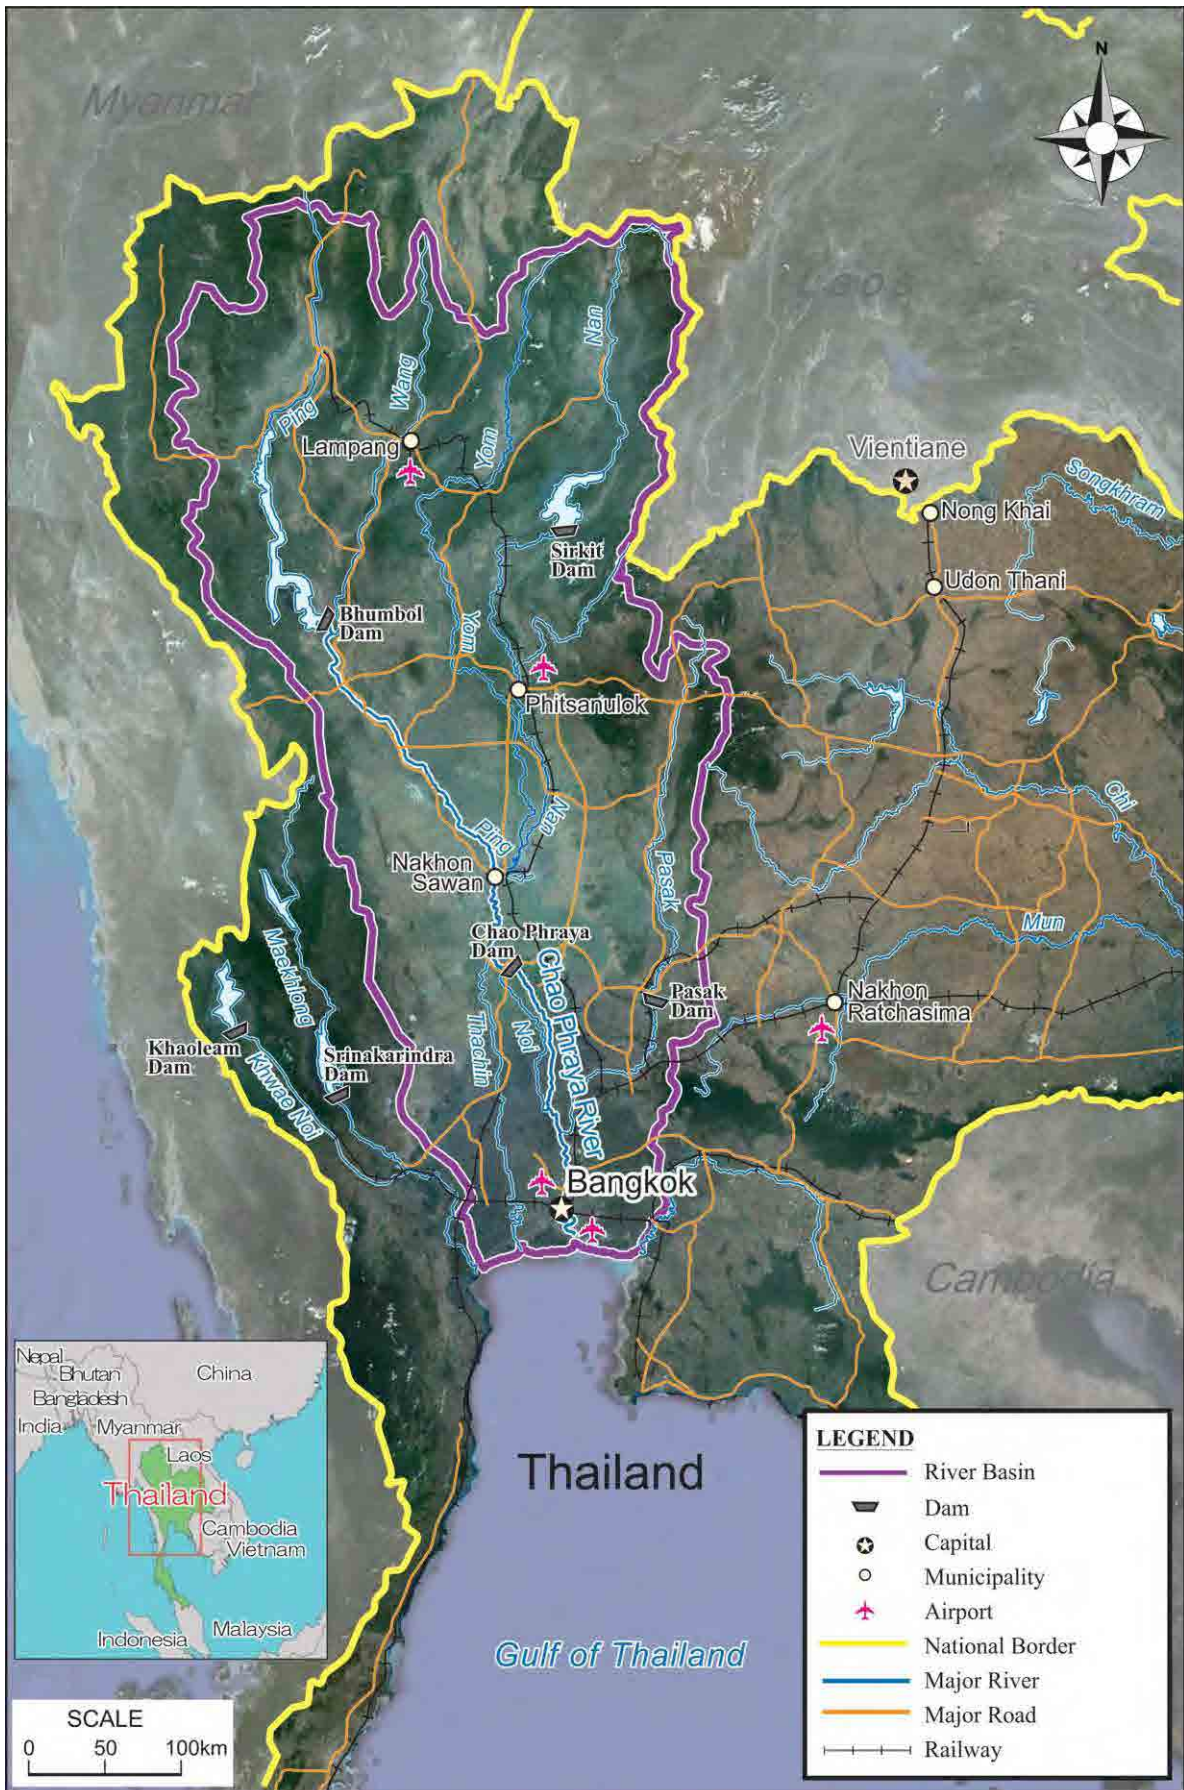 N
Myanmar
Lao
Nan
Wang
Ping
Lampang
Yom
Vientiane
Songkhram
Nong Khai
Sirkit
Dam
Udon Thani
Bhumbol
Dam
Yom
Phitsanulok
Chi
Ping
Nan
Nakhon
Sawan
Pasak
Mun
Chao Phraya
Dam
Maekhlong
Chao Phraya River
Pasak
Dam
Nakhon
Ratchasima
Khaoleam
Dam
Thachin
Noi
Srinakarindra
Dam
Khwae Noi
Bangkok
Cambodia
Nepal
Bhutan
China
Bangladesh
India
Myanmar
Laos
Thailand
Cambodia
Vietnam
Malaysia
Indonesia
Thailand
Gulf of Thailand
SCALE
0 50 100km
LEGEND
River Basin
Dam
Capital
Municipality
Airport
National Border
Major River
Major Road
Railway